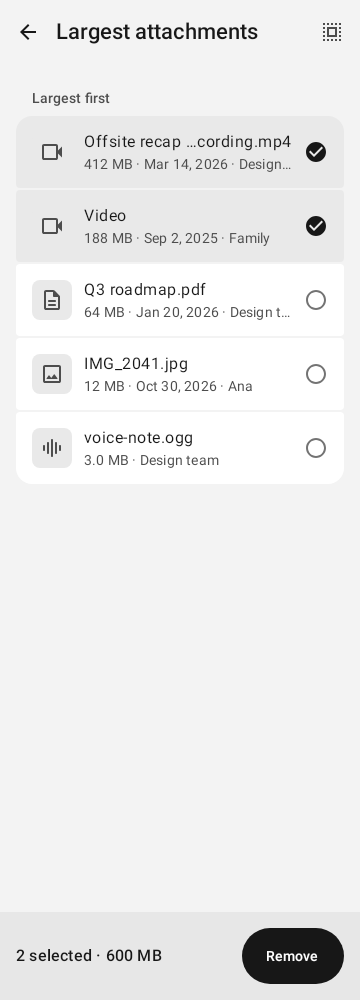 Largest attachments
Largest first
Offsite recap …cording.mp4
412 MB · Mar 14, 2026 · Design…
Video
188 MB · Sep 2, 2025 · Family
Q3 roadmap.pdf
64 MB · Jan 20, 2026 · Design t…
IMG_2041.jpg
12 MB · Oct 30, 2026 · Ana
voice-note.ogg
3.0 MB · Design team
2 selected · 600 MB
Remove